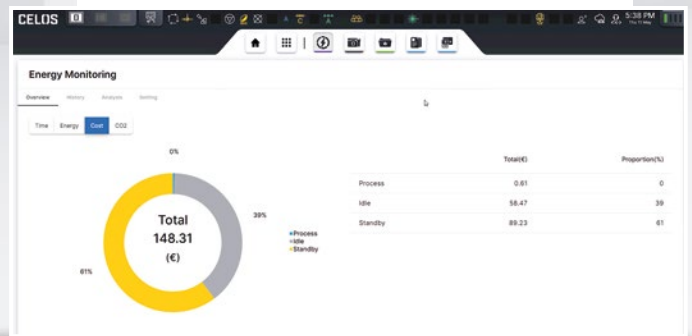 CELOS
5:38 PM
Energy Monitoring
Overview History Analysis Setting
Time Energy Cost CO2
0%
39%
61%
Total
148.31
(€)
Process
Idle
Standby
Total(€) Proportion(%)
Process 0.61 0
Idle 58.47 39
Standby 89.23 61